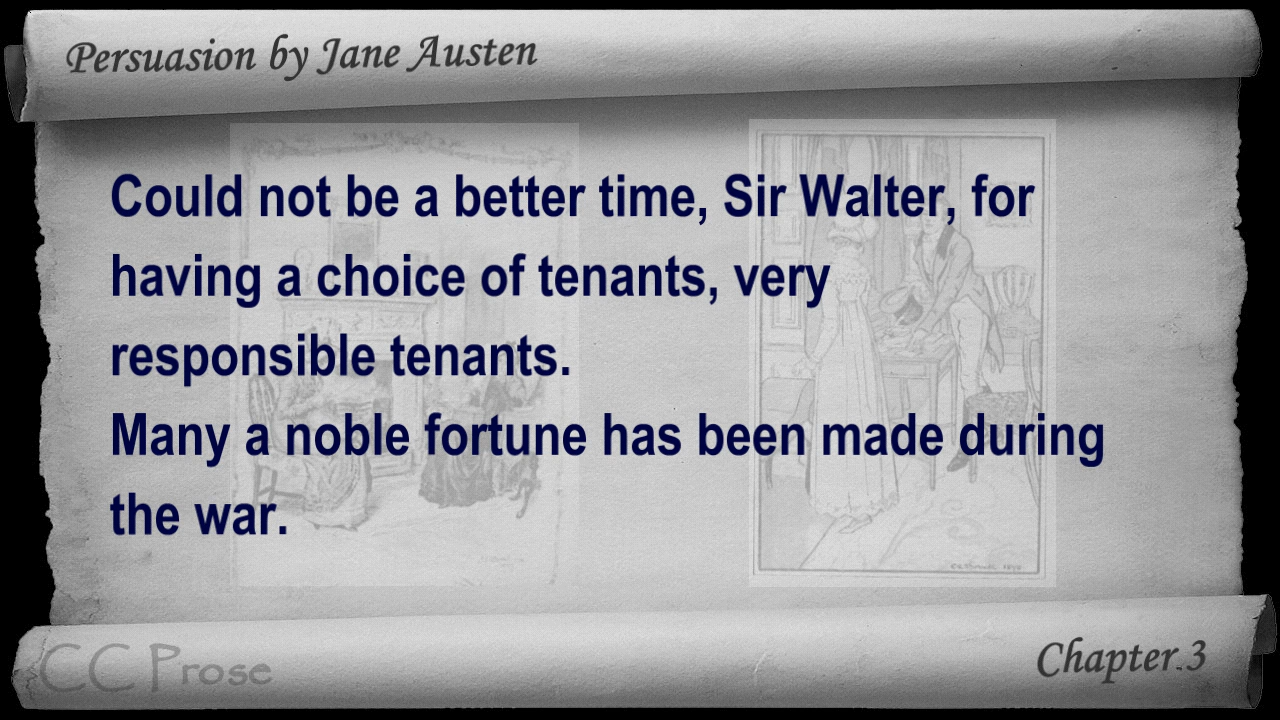 Persuasion by Jane Austen
Could not be a better time, Sir Walter, for
having a choice of tenants, very
responsible tenants.
Many a noble fortune has been made during
the war.
CC Prose
Chapter.3